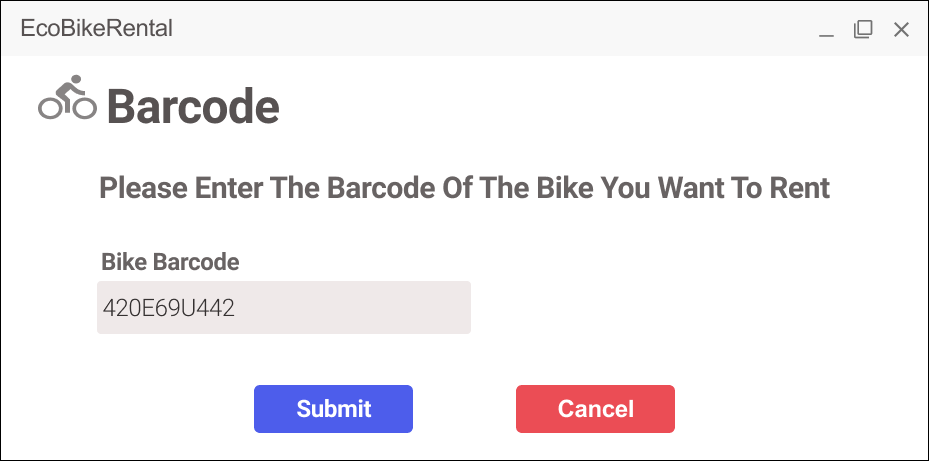 EcoBikeRental
Barcode
Please Enter The Barcode Of The Bike You Want To Rent
Bike Barcode
420E69U442
Submit
Cancel